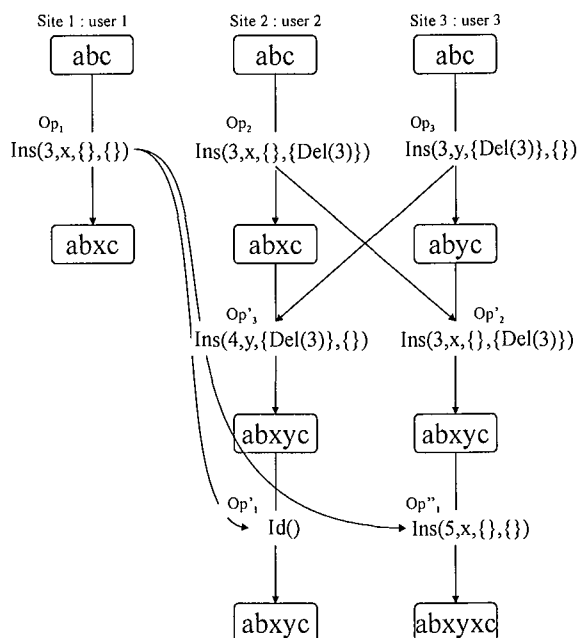 Site 1 : user 1 Site 2 : user 2 Site 3 : user 3
abc abc abc
Op1 Op2 Op3
Ins(3,x,{},{}) Ins(3,x,{},{Del(3)}) Ins(3,y,{Del(3)},{})
abxc abxc abyc
Op'3 Op'2
Ins(4,y,{Del(3)},{}) Ins(3,x,{},{Del(3)})
abxyc abxyc
Op'1 Op"1
Id() Ins(5,x,{},{})
abxyc abxyxc